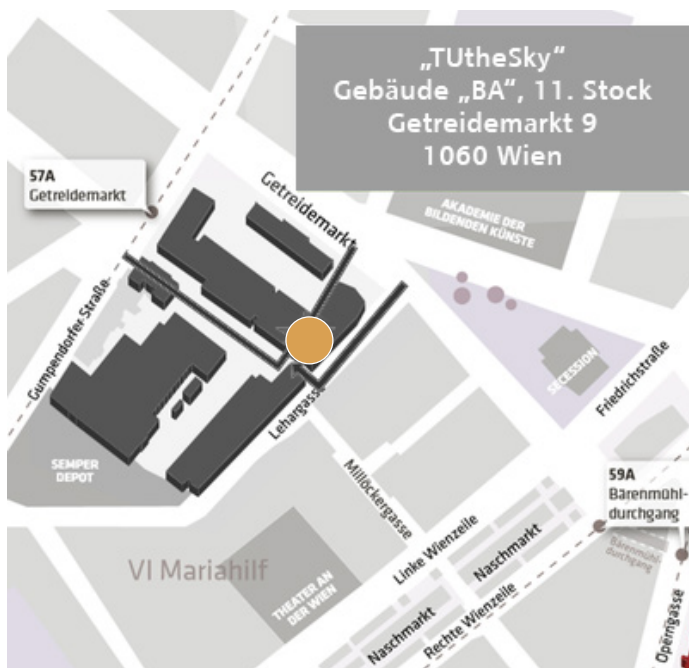 „TUtheSky“
Gebäude „BA“, 11. Stock
Getreidemarkt 9
1060 Wien
57A
Getreidemarkt
Getreidemarkt
AKADEMIE DER
BILDENDEN KÜNSTE
Gumpendorfer Straße
SECESSION
Friedrichstraße
Lehargasse
SEMPER
DEPOT
Millöckergasse
59A
Bärenmühl-
durchgang
Bärenmühl-
durchgang
Linke Wienzeile
Naschmarkt
VI Mariahilf
THEATER AN
DER WIEN
Naschmarkt
Rechte Wienzeile
Operngasse